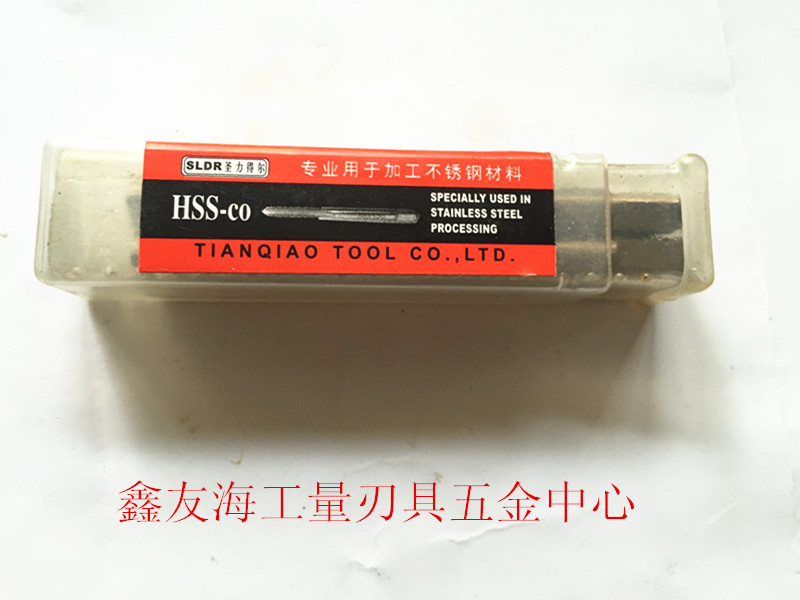 SLDR圣力得尔
专业用于加工不锈钢材料
HSS-co
SPECIALLY USED IN
STAINLESS STEEL
PROCESSING
TIANQIAO TOOL CO.,LTD.
鑫友海工量刃具五金中心